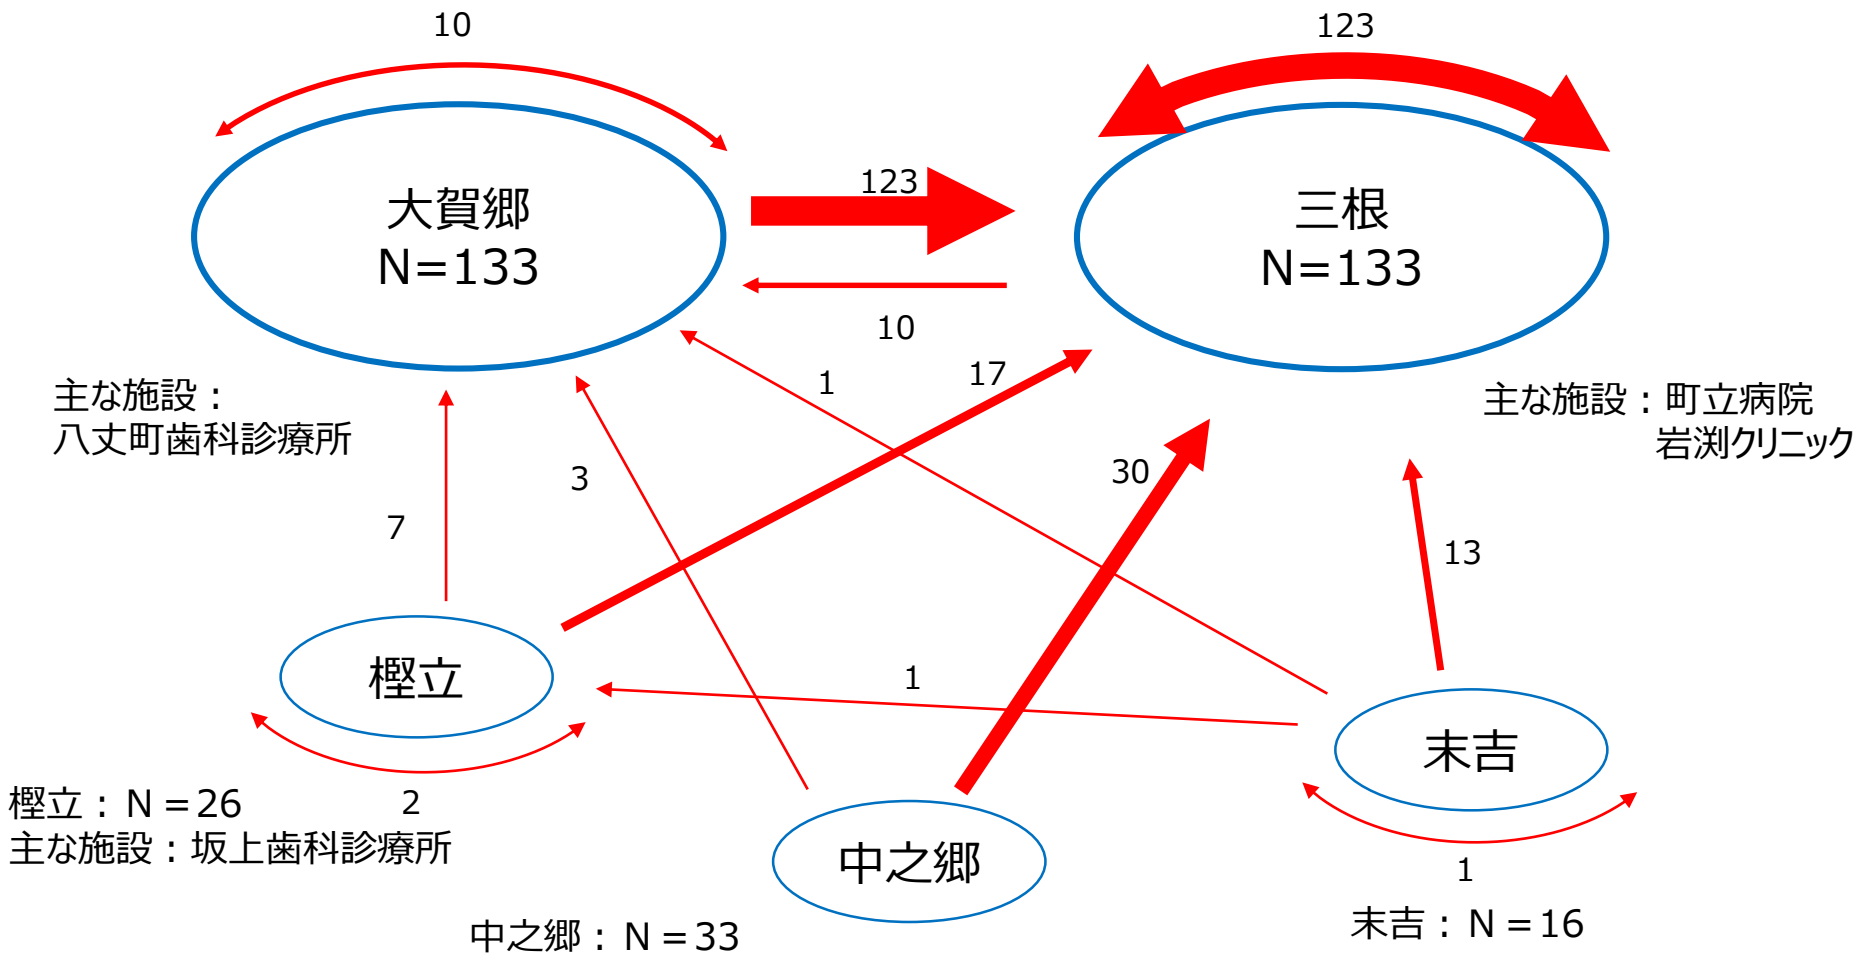 10
123
大賀郷
N=133
123
三根
N=133
10
17
1
主な施設：
八丈町歯科診療所
主な施設：町立病院
岩渕クリニック
3
30
7
13
樫立
1
末吉
樫立：N＝26
2
主な施設：坂上歯科診療所
中之郷
1
中之郷：N＝33
末吉：N＝16